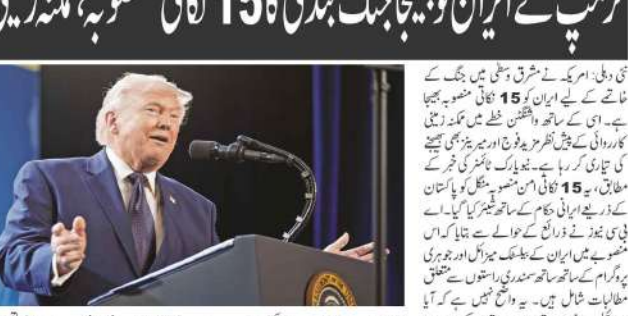 ٹرمپ نے ایران کو بھیجا جنگ بندی کا 15 نکاتی منصوبہ، ممکنہ زمینی
نئی دہلی: امریکہ نے مشرق وسطی میں جنگ کے
خاتمے کے لیے ایران کو 15 نکاتی منصوبہ بھیجا
ہے۔ اسی کے ساتھ واشنگٹن خطے میں ممکنہ زمینی
کارروائی کے پیش نظر مزید فوج اور میرینز بھی بھیجنے
کی تیاری کر رہا ہے۔ نیویارک ٹائمز کی خبر کے
مطابق، یہ 15 نکاتی امن منصوبہ منگل کو پاکستان
کے ذریعے ایرانی حکام کے ساتھ شیئر کیا گیا۔ اے
بی سی نیوز نے ذرائع کے حوالے سے بتایا کہ اس
منصوبے میں ایران کے بیلسٹک میزائل اور جوہری
پروگرام کے ساتھ ساتھ سمندری راستوں سے متعلق
مطالبات شامل ہیں۔ یہ واضح نہیں ہے کہ آیا